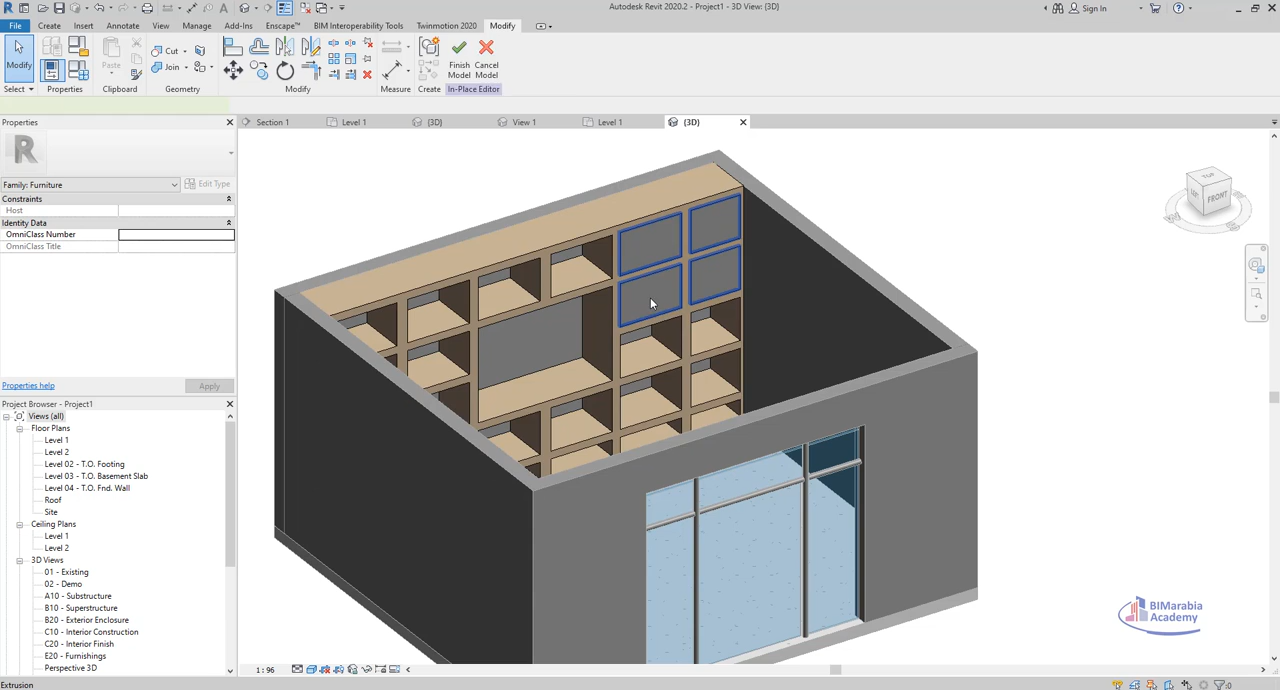 Autodesk Revit 2020.2 - Project1 - 3D View: {3D}
Sign In
File Create Insert Annotate View Manage Add-Ins Enscape™ BIM Interoperability Tools Twinmotion 2020 Modify
Modify
Paste
Cut
Join
Finish Model
Cancel Model
Select Properties Clipboard Geometry Modify Measure Create In-Place Editor
Properties
Section 1 Level 1 {3D} View 1 Level 1 {3D}
R
Family: Furniture Edit Type
Constraints
Host
Identity Data
OmniClass Number
OmniClass Title
Properties help Apply
Project Browser - Project1
Views (all)
Floor Plans
Level 1
Level 2
Level 02 - T.O. Footing
Level 03 - T.O. Basement Slab
Level 04 - T.O. Fnd. Wall
Roof
Site
Ceiling Plans
Level 1
Level 2
3D Views
01 - Existing
02 - Demo
A10 - Substructure
B10 - Superstructure
B20 - Exterior Enclosure
C10 - Interior Construction
C20 - Interior Finish
E20 - Furnishings
Perspective 3D
TOP
LEFT
FRONT
BIMarabia
Academy
1 : 96
Extrusion
:0